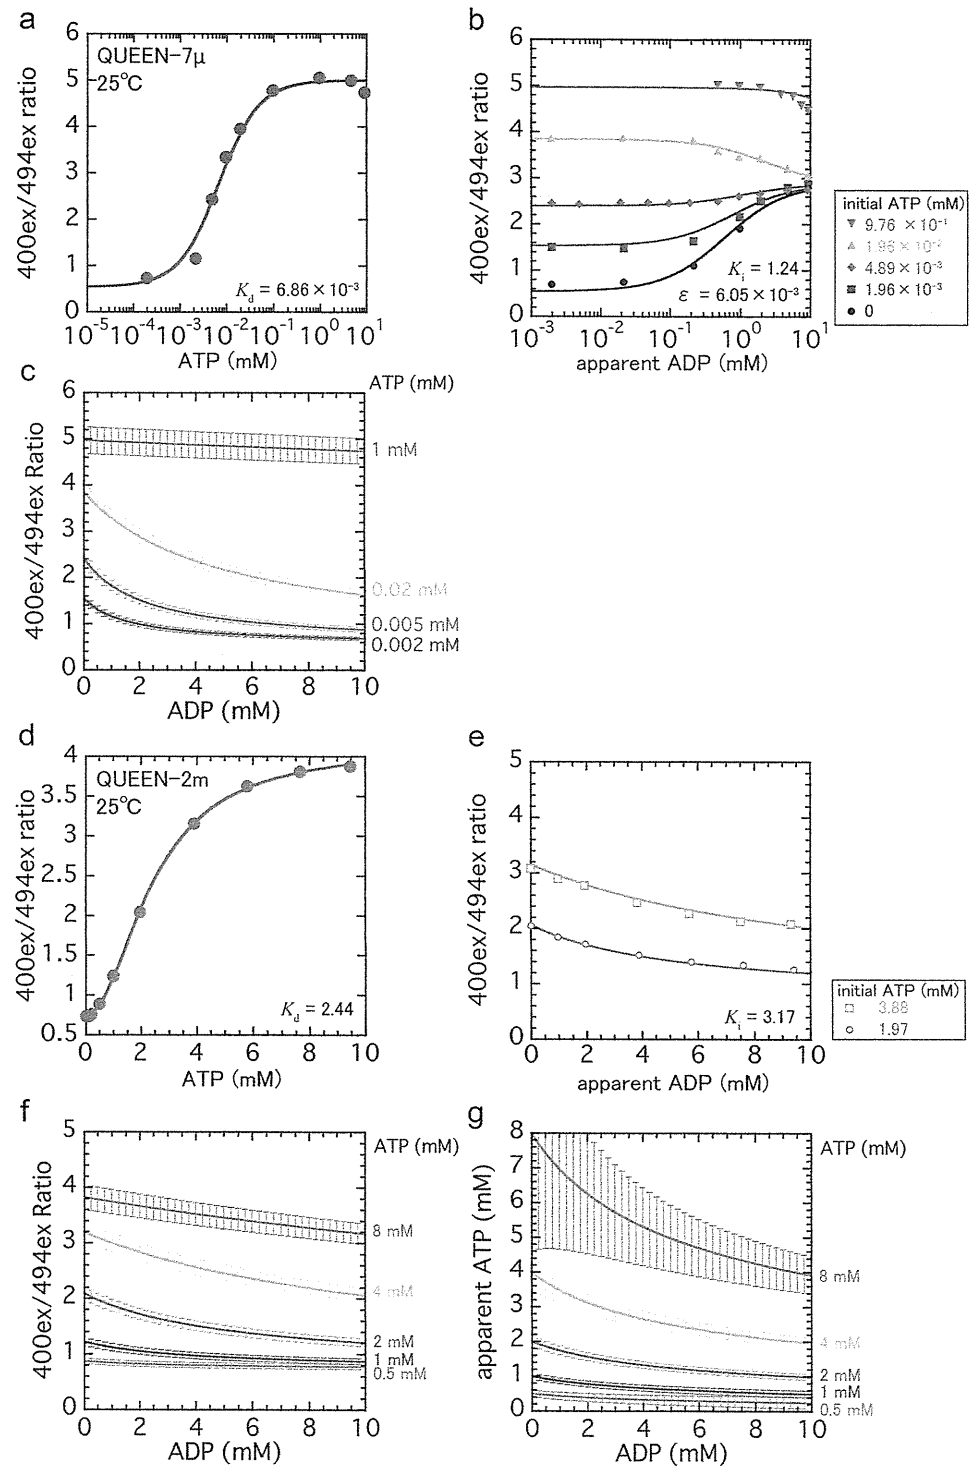 a
6
5
4
3
2
1
0
400ex/494ex ratio
QUEEN-7μ
25℃
K_d = 6.86×10⁻³
10⁻⁵ 10⁻⁴ 10⁻³ 10⁻² 10⁻¹ 10⁰ 10¹
ATP (mM)
b
6
5
4
3
2
1
0
400ex/494ex ratio
K_i = 1.24
ε = 6.05×10⁻³
10⁻³ 10⁻² 10⁻¹ 10⁰ 10¹
apparent ADP (mM)
initial ATP (mM)
9.76 ×10⁻¹
1.96×10⁻²
4.89×10⁻³
1.96×10⁻³
0
c
6
5
4
3
2
1
0
400ex/494ex Ratio
ATP (mM)
1 mM
0.02 mM
0.005 mM
0.002 mM
0 2 4 6 8 10
ADP (mM)
d
4
3.5
3
2.5
2
1.5
1
0.5
400ex/494ex ratio
QUEEN-2m
25℃
K_d = 2.44
0 2 4 6 8 10
ATP (mM)
e
5
4
3
2
1
0
400ex/494ex ratio
K_i = 3.17
0 2 4 6 8 10
apparent ADP (mM)
initial ATP (mM)
3.88
1.97
f
5
4
3
2
1
0
400ex/494ex Ratio
ATP (mM)
8 mM
4 mM
2 mM
1 mM
0.5 mM
0 2 4 6 8 10
ADP (mM)
g
8
7
6
5
4
3
2
1
0
apparent ATP (mM)
ATP (mM)
8 mM
4 mM
2 mM
1 mM
0.5 mM
0 2 4 6 8 10
ADP (mM)